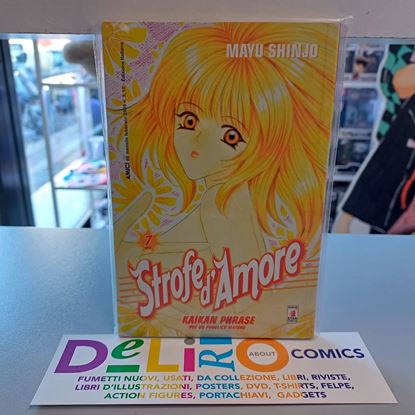 MAYU SHINJO
7
Strofe d'Amore
KAIKAN PHRASE
PER UN PUBBLICO MATURO
DeLiRio ABOUT COMICS
FUMETTI NUOVI, USATI, DA COLLEZIONE, LIBRI, RIVISTE,
LIBRI D'ILLUSTRAZIONI, POSTERS, DVD, T-SHIRTS, FELPE,
ACTION FIGURES, PORTACHIAVI, GADGETS